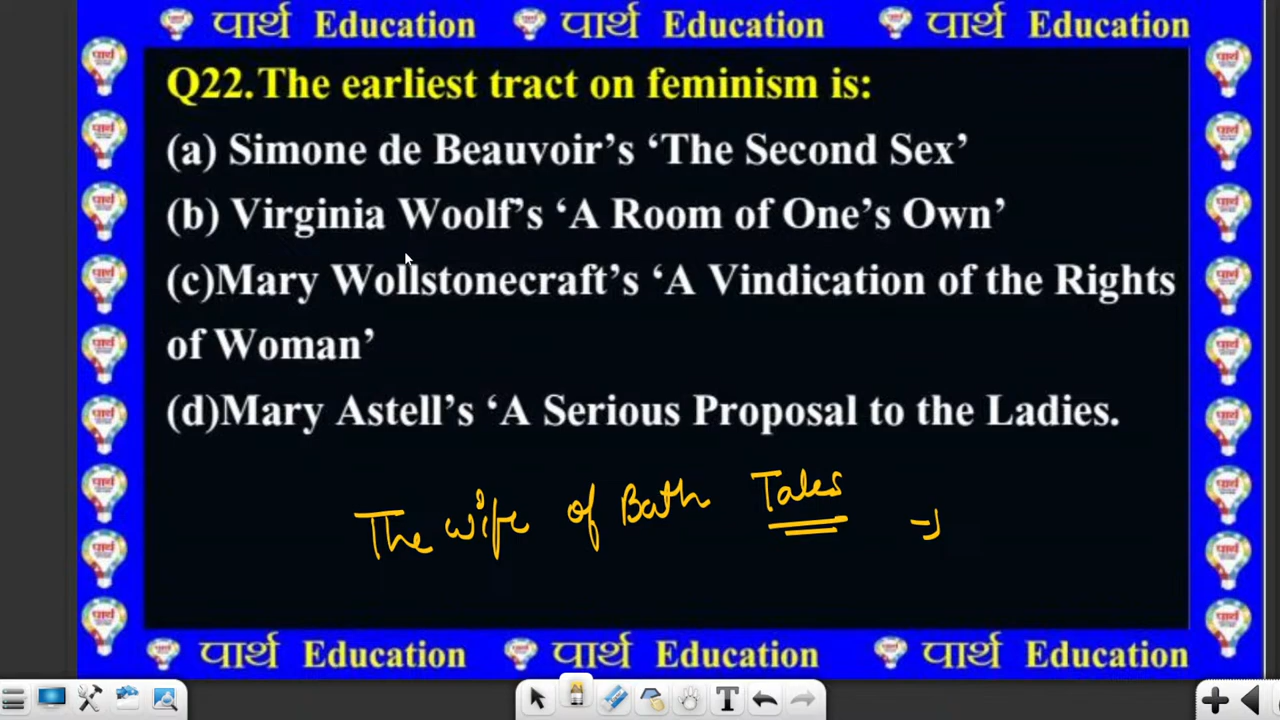 पार्थ Education पार्थ Education पार्थ Education
Q22.The earliest tract on feminism is:
(a) Simone de Beauvoir’s ‘The Second Sex’
(b) Virginia Woolf’s ‘A Room of One’s Own’
(c)Mary Wollstonecraft’s ‘A Vindication of the Rights
of Woman’
(d)Mary Astell’s ‘A Serious Proposal to the Ladies.
The wife of Bath Tales
पार्थ Education पार्थ Education पार्थ Education